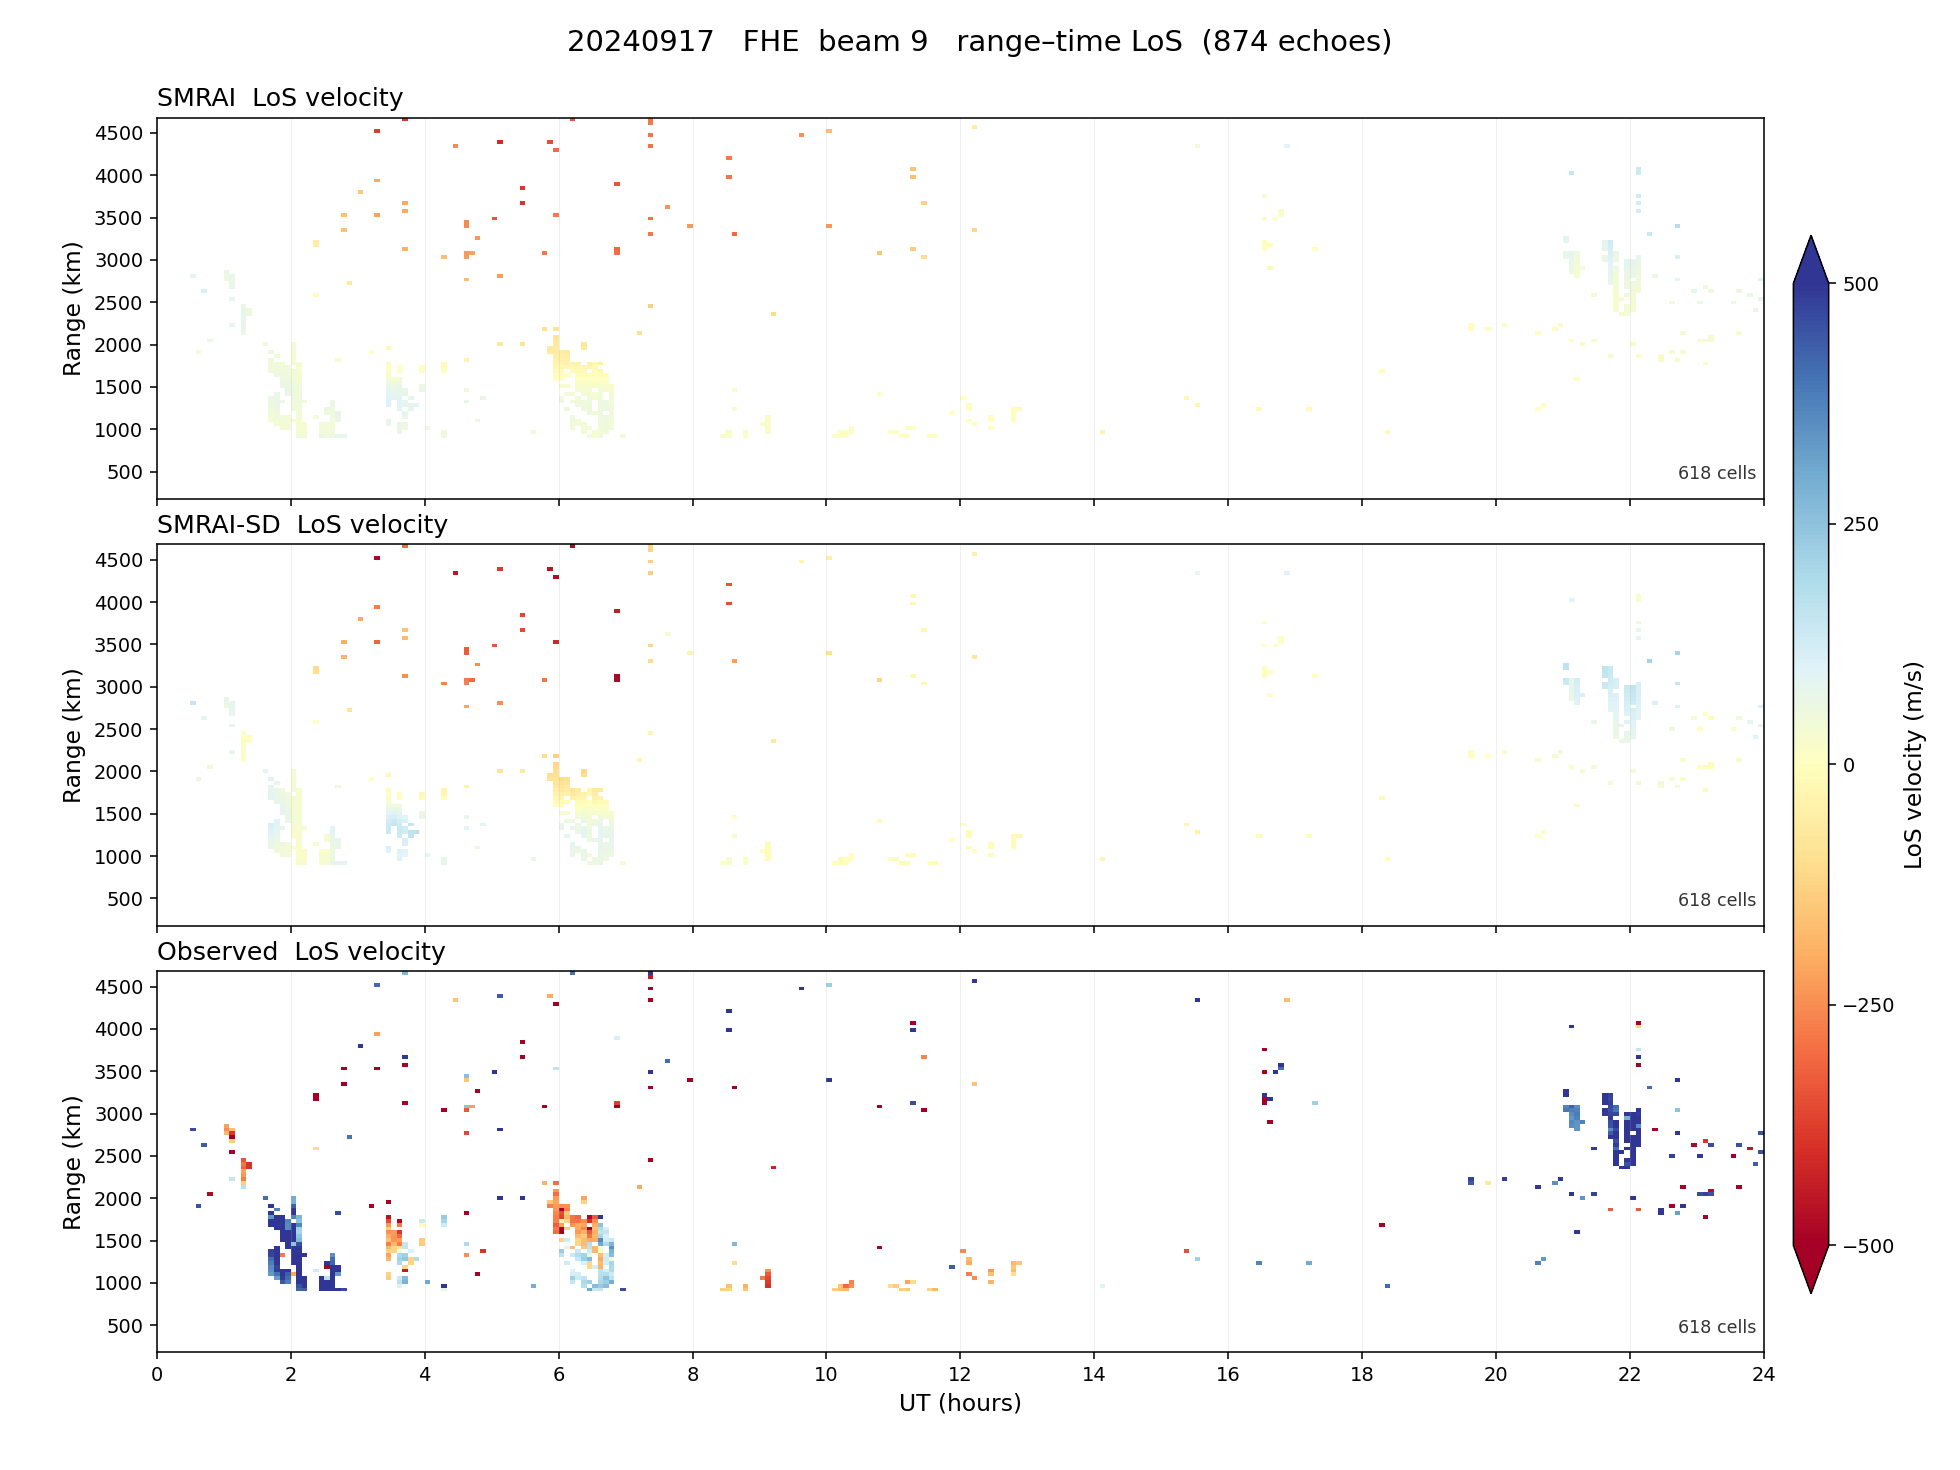 20240917   FHE  beam 9   range–time LoS  (874 echoes)
SMRAI  LoS velocity
Range (km)
4500
4000
3500
3000
2500
2000
1500
1000
500
618 cells
SMRAI-SD  LoS velocity
Range (km)
4500
4000
3500
3000
2500
2000
1500
1000
500
618 cells
Observed  LoS velocity
Range (km)
4500
4000
3500
3000
2500
2000
1500
1000
500
618 cells
0 2 4 6 8 10 12 14 16 18 20 22 24
UT (hours)
500
250
0
−250
−500
LoS velocity (m/s)